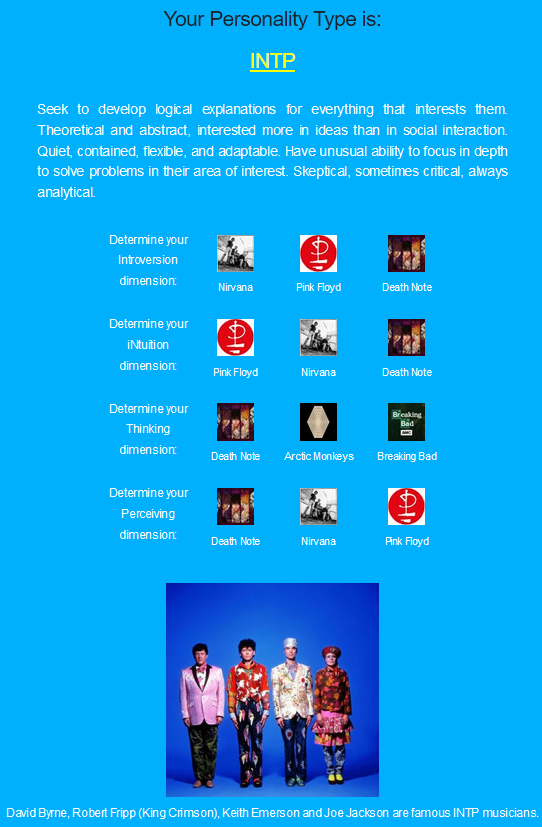 Your Personality Type is:
INTP
Seek to develop logical explanations for everything that interests them.
Theoretical and abstract, interested more in ideas than in social interaction.
Quiet, contained, flexible, and adaptable. Have unusual ability to focus in depth
to solve problems in their area of interest. Skeptical, sometimes critical, always
analytical.
Determine your
Introversion
dimension:
Nirvana
Pink Floyd
Death Note
Determine your
iNtuition
dimension:
Pink Floyd
Nirvana
Death Note
Determine your
Thinking
dimension:
Breaking
Bad
Death Note
Arctic Monkeys
Breaking Bad
Determine your
Perceiving
dimension:
Death Note
Nirvana
Pink Floyd
David Byrne, Robert Fripp (King Crimson), Keith Emerson and Joe Jackson are famous INTP musicians.